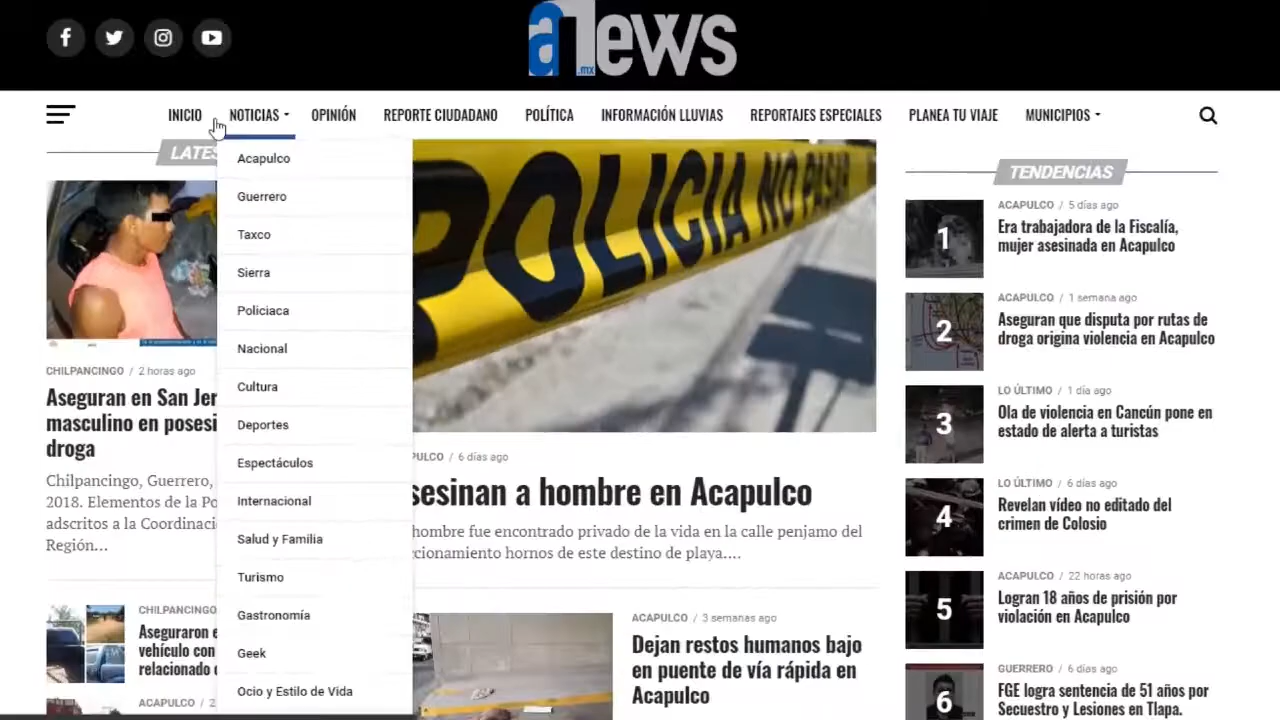 aNews
.mx
INICIO NOTICIAS OPINIÓN REPORTE CIUDADANO POLÍTICA INFORMACIÓN LLUVIAS REPORTAJES ESPECIALES PLANEA TU VIAJE MUNICIPIOS
LATES
CHILPANCINGO / 2 horas ago
Aseguran en San Jer
masculino en posesi
droga
Chilpancingo, Guerrero,
2018. Elementos de la Po
adscritos a la Coordinaci
Región...
CHILPANCINGO
Aseguraron e
vehículo con
relacionado
ACAPULCO / 2
Acapulco
Guerrero
Taxco
Sierra
Policiaca
Nacional
Cultura
Deportes
Espectáculos
Internacional
Salud y Familia
Turismo
Gastronomía
Geek
Ocio y Estilo de Vida
POLICIA NO PASAR
PULCO / 6 días ago
sesinan a hombre en Acapulco
hombre fue encontrado privado de la vida en la calle penjamo del
ccionamiento hornos de este destino de playa....
ACAPULCO / 3 semanas ago
Dejan restos humanos bajo
en puente de vía rápida en
Acapulco
TENDENCIAS
1
ACAPULCO / 5 días ago
Era trabajadora de la Fiscalía,
mujer asesinada en Acapulco
2
ACAPULCO / 1 semana ago
Aseguran que disputa por rutas de
droga origina violencia en Acapulco
3
LO ÚLTIMO / 1 día ago
Ola de violencia en Cancún pone en
estado de alerta a turistas
4
LO ÚLTIMO / 6 días ago
Revelan vídeo no editado del
crimen de Colosio
5
ACAPULCO / 22 horas ago
Logran 18 años de prisión por
violación en Acapulco
6
GUERRERO / 6 días ago
FGE logra sentencia de 51 años por
Secuestro y Lesiones en Tlapa.